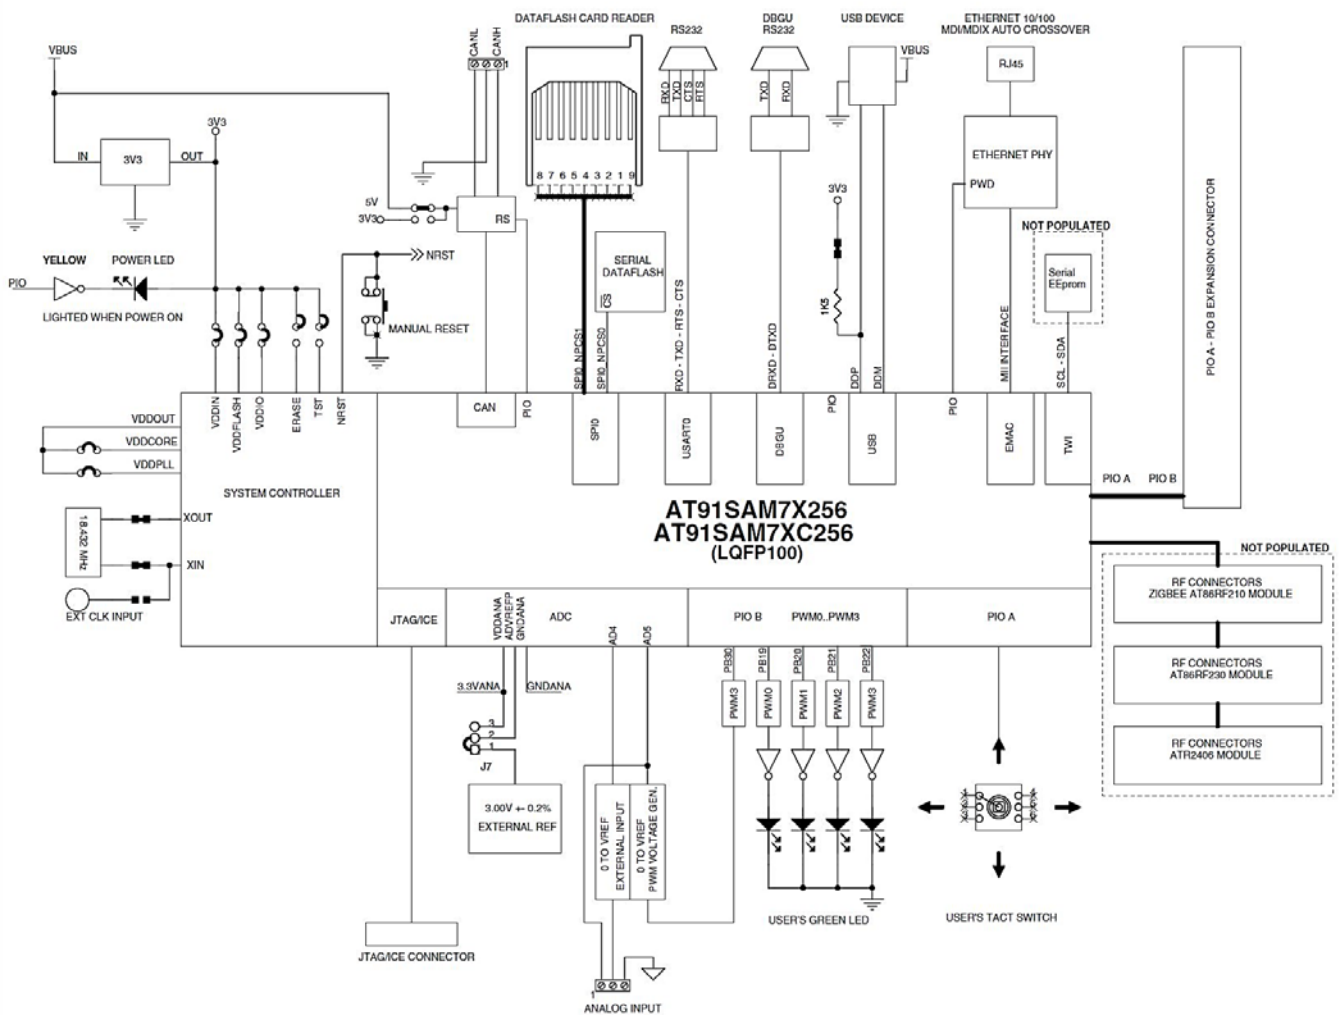 DATAFLASH CARD READER
DBGU
RS232
USB DEVICE
ETHERNET 10/100
MDI/MDIX AUTO CROSSOVER
RS232
CANL
CANH
1
VBUS
VBUS
RJ45
RXD
TXD
CTS
RTS
TXD
RXD
3V3
IN
3V3
OUT
ETHERNET PHY
PWD
8 7 6 5 4 3 2 1 9
3V3
5V
3V3
RS
NOT POPULATED
PIO A - PIO B EXPANSION CONNECTOR
YELLOW
POWER LED
NRST
SERIAL
DATAFLASH
CS
Serial
EEprom
PIO
LIGHTED WHEN POWER ON
MANUAL RESET
1K5
SPI0_NPCS1
SPI0_NPCS0
RXD - TXD - RTS - CTS
DRXD - DTXD
DDP
DDM
MII INTERFACE
SCL - SDA
VDDIN
VDDFLASH
VDDIO
ERASE
TST
NRST
CAN
PIO
SPI0
USART0
DBGU
PIO
USB
PIO
EMAC
TWI
VDDOUT
VDDCORE
VDDPLL
SYSTEM CONTROLLER
PIO A
PIO B
AT91SAM7X256
AT91SAM7XC256
(LQFP100)
18.432 MHz
XOUT
XIN
EXT CLK INPUT
NOT POPULATED
RF CONNECTORS
ZIGBEE AT86RF210 MODULE
RF CONNECTORS
AT86RF230 MODULE
RF CONNECTORS
ATR2406 MODULE
JTAG/ICE
VDDANA
ADVREFP
GNDANA
ADC
AD4
AD5
PIO B
PWM0..PWM3
PIO A
PB30
PB19
PB20
PB21
PB22
3.3VANA
GNDANA
PWM3
PWM0
PWM1
PWM2
PWM3
3
2
1
J7
3.00V +- 0.2%
EXTERNAL REF
0 TO VREF
EXTERNAL INPUT
0 TO VREF
PWM VOLTAGE GEN.
USER'S GREEN LED
USER'S TACT SWITCH
JTAG/ICE CONNECTOR
1
ANALOG INPUT